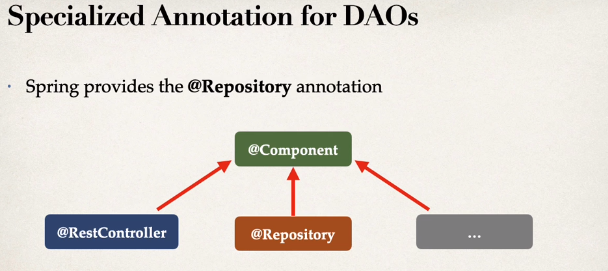 Specialized Annotation for DAOs
• Spring provides the @Repository annotation
@Component
@RestController
@Repository
...